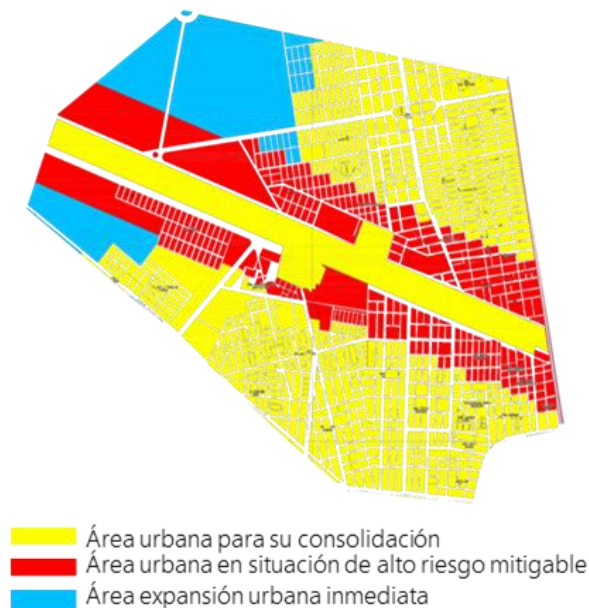 Área urbana para su consolidación
Área urbana en situación de alto riesgo mitigable
Área expansión urbana inmediata